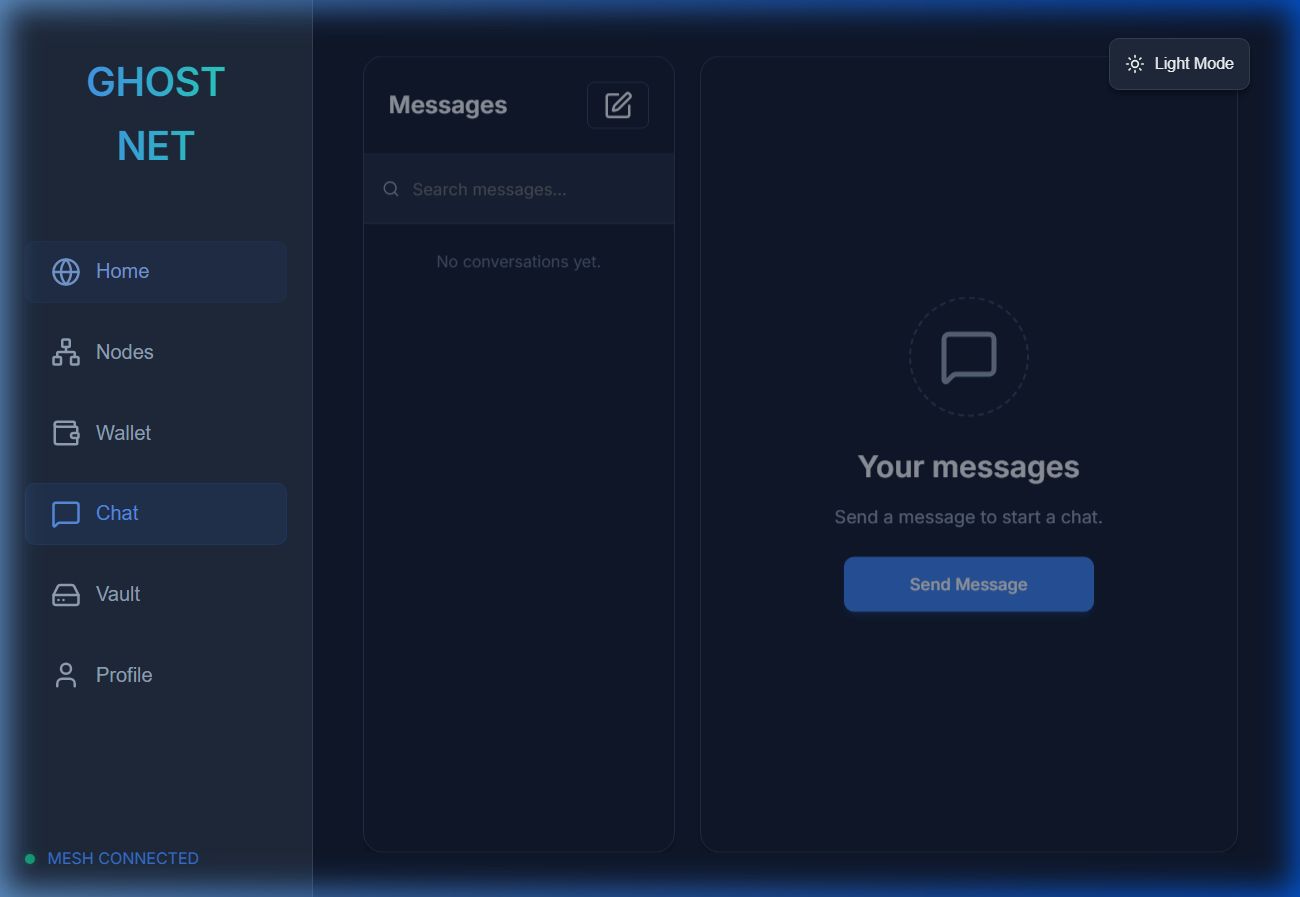 GHOST
NET
Home
Nodes
Wallet
Chat
Vault
Profile
MESH CONNECTED
Messages
Search messages...
No conversations yet.
Light Mode
Your messages
Send a message to start a chat.
Send Message